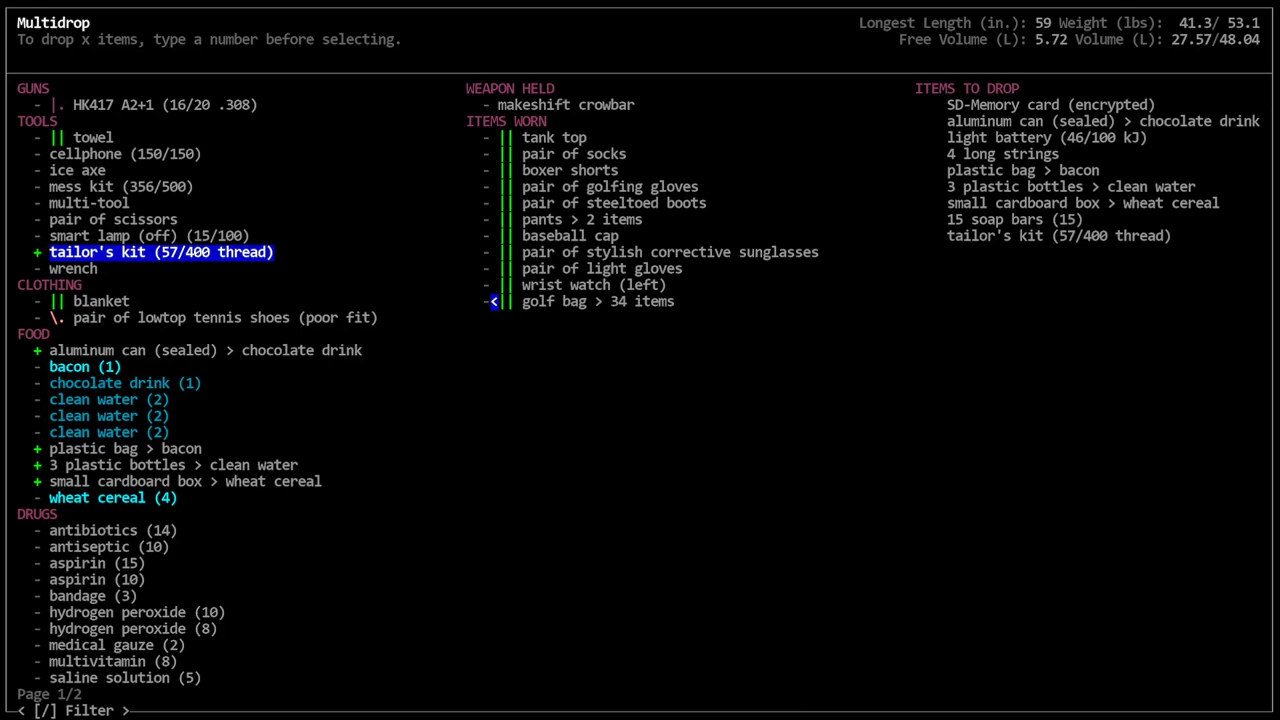 Multidrop
To drop x items, type a number before selecting.
Longest Length (in.): 59 Weight (lbs): 41.3/ 53.1
Free Volume (L): 5.72 Volume (L): 27.57/48.04
GUNS
- |. HK417 A2+1 (16/20 .308)
TOOLS
- || towel
- cellphone (150/150)
- ice axe
- mess kit (356/500)
- multi-tool
- pair of scissors
- smart lamp (off) (15/100)
+ tailor's kit (57/400 thread)
- wrench
CLOTHING
- || blanket
- \. pair of lowtop tennis shoes (poor fit)
FOOD
+ aluminum can (sealed) > chocolate drink
- bacon (1)
- chocolate drink (1)
- clean water (2)
- clean water (2)
- clean water (2)
+ plastic bag > bacon
+ 3 plastic bottles > clean water
+ small cardboard box > wheat cereal
- wheat cereal (4)
DRUGS
- antibiotics (14)
- antiseptic (10)
- aspirin (15)
- aspirin (10)
- bandage (3)
- hydrogen peroxide (10)
- hydrogen peroxide (8)
- medical gauze (2)
- multivitamin (8)
- saline solution (5)
Page 1/2
< [/] Filter >
WEAPON HELD
- makeshift crowbar
ITEMS WORN
- || tank top
- || pair of socks
- || boxer shorts
- || pair of golfing gloves
- || pair of steeltoed boots
- || pants > 2 items
- || baseball cap
- || pair of stylish corrective sunglasses
- || pair of light gloves
- || wrist watch (left)
-<|| golf bag > 34 items
ITEMS TO DROP
SD-Memory card (encrypted)
aluminum can (sealed) > chocolate drink
light battery (46/100 kJ)
4 long strings
plastic bag > bacon
3 plastic bottles > clean water
small cardboard box > wheat cereal
15 soap bars (15)
tailor's kit (57/400 thread)